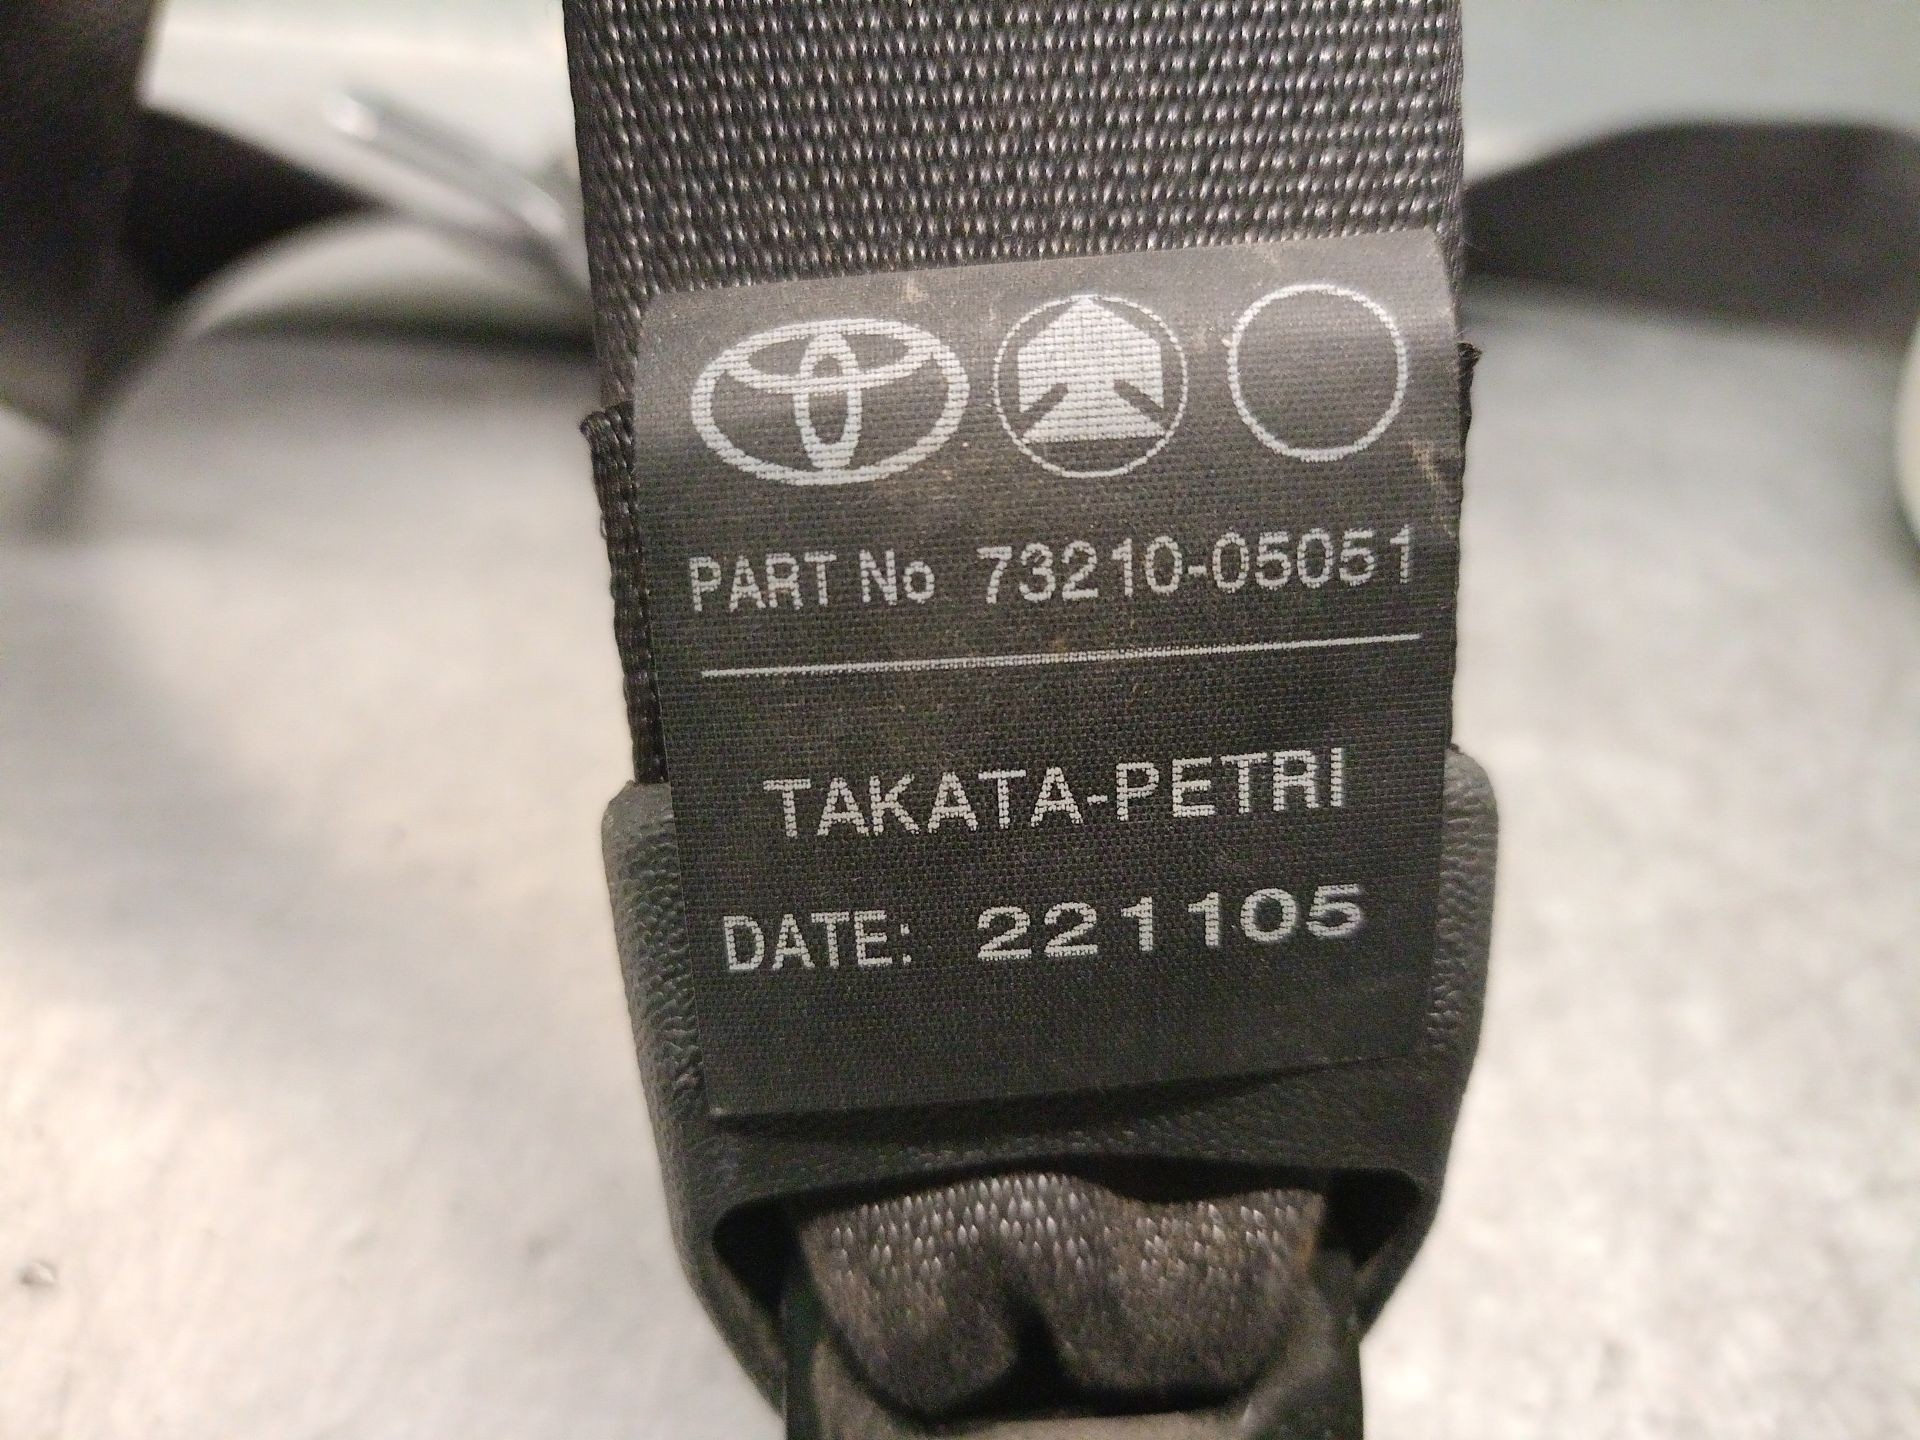 PART No 73210-05051
TAKATA-PETRI
DATE: 221105